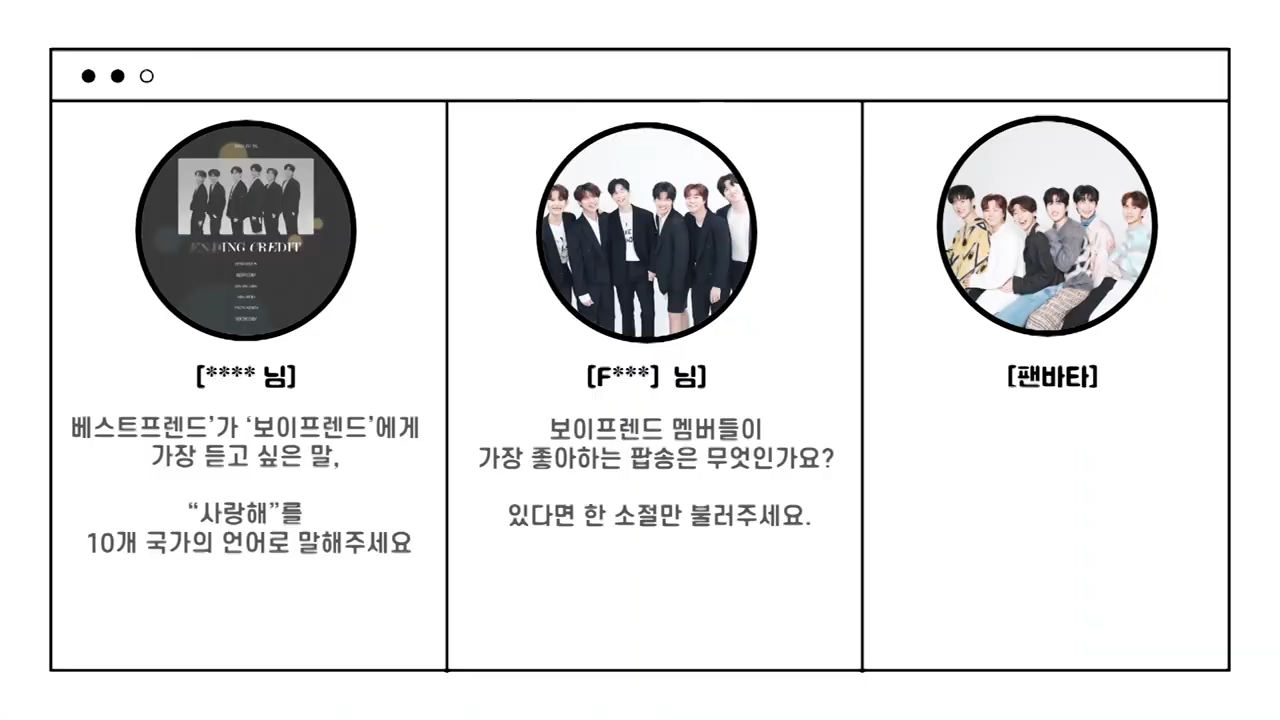 ENDING CREDIT
[**** 님]
베스트프렌드’가 ‘보이프렌드’에게
가장 듣고 싶은 말,
“사랑해”를
10개 국가의 언어로 말해주세요
[F***] 님]
보이프렌드 멤버들이
가장 좋아하는 팝송은 무엇인가요?
있다면 한 소절만 불러주세요.
[팬바타]